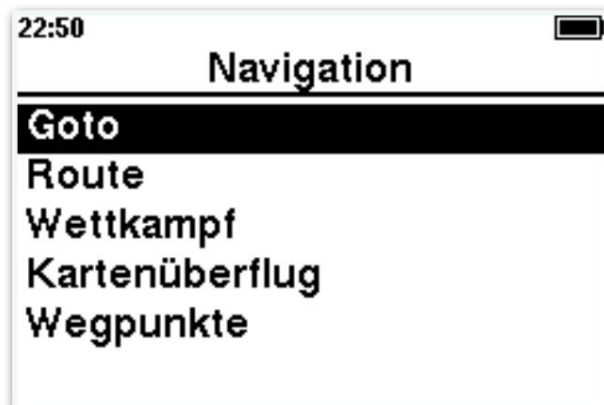 22:50
Navigation
Goto
Route
Wettkampf
Kartenüberflug
Wegpunkte